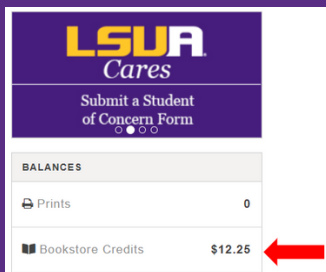 LSUA
Cares
Submit a Student
of Concern Form
BALANCES
Prints 0
Bookstore Credits $12.25